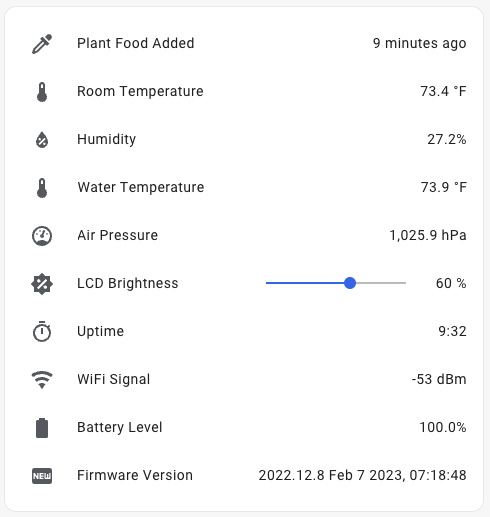 Plant Food Added 9 minutes ago
Room Temperature 73.4 °F
Humidity 27.2%
Water Temperature 73.9 °F
Air Pressure 1,025.9 hPa
LCD Brightness 60 %
Uptime 9:32
WiFi Signal -53 dBm
Battery Level 100.0%
NEW Firmware Version 2022.12.8 Feb 7 2023, 07:18:48